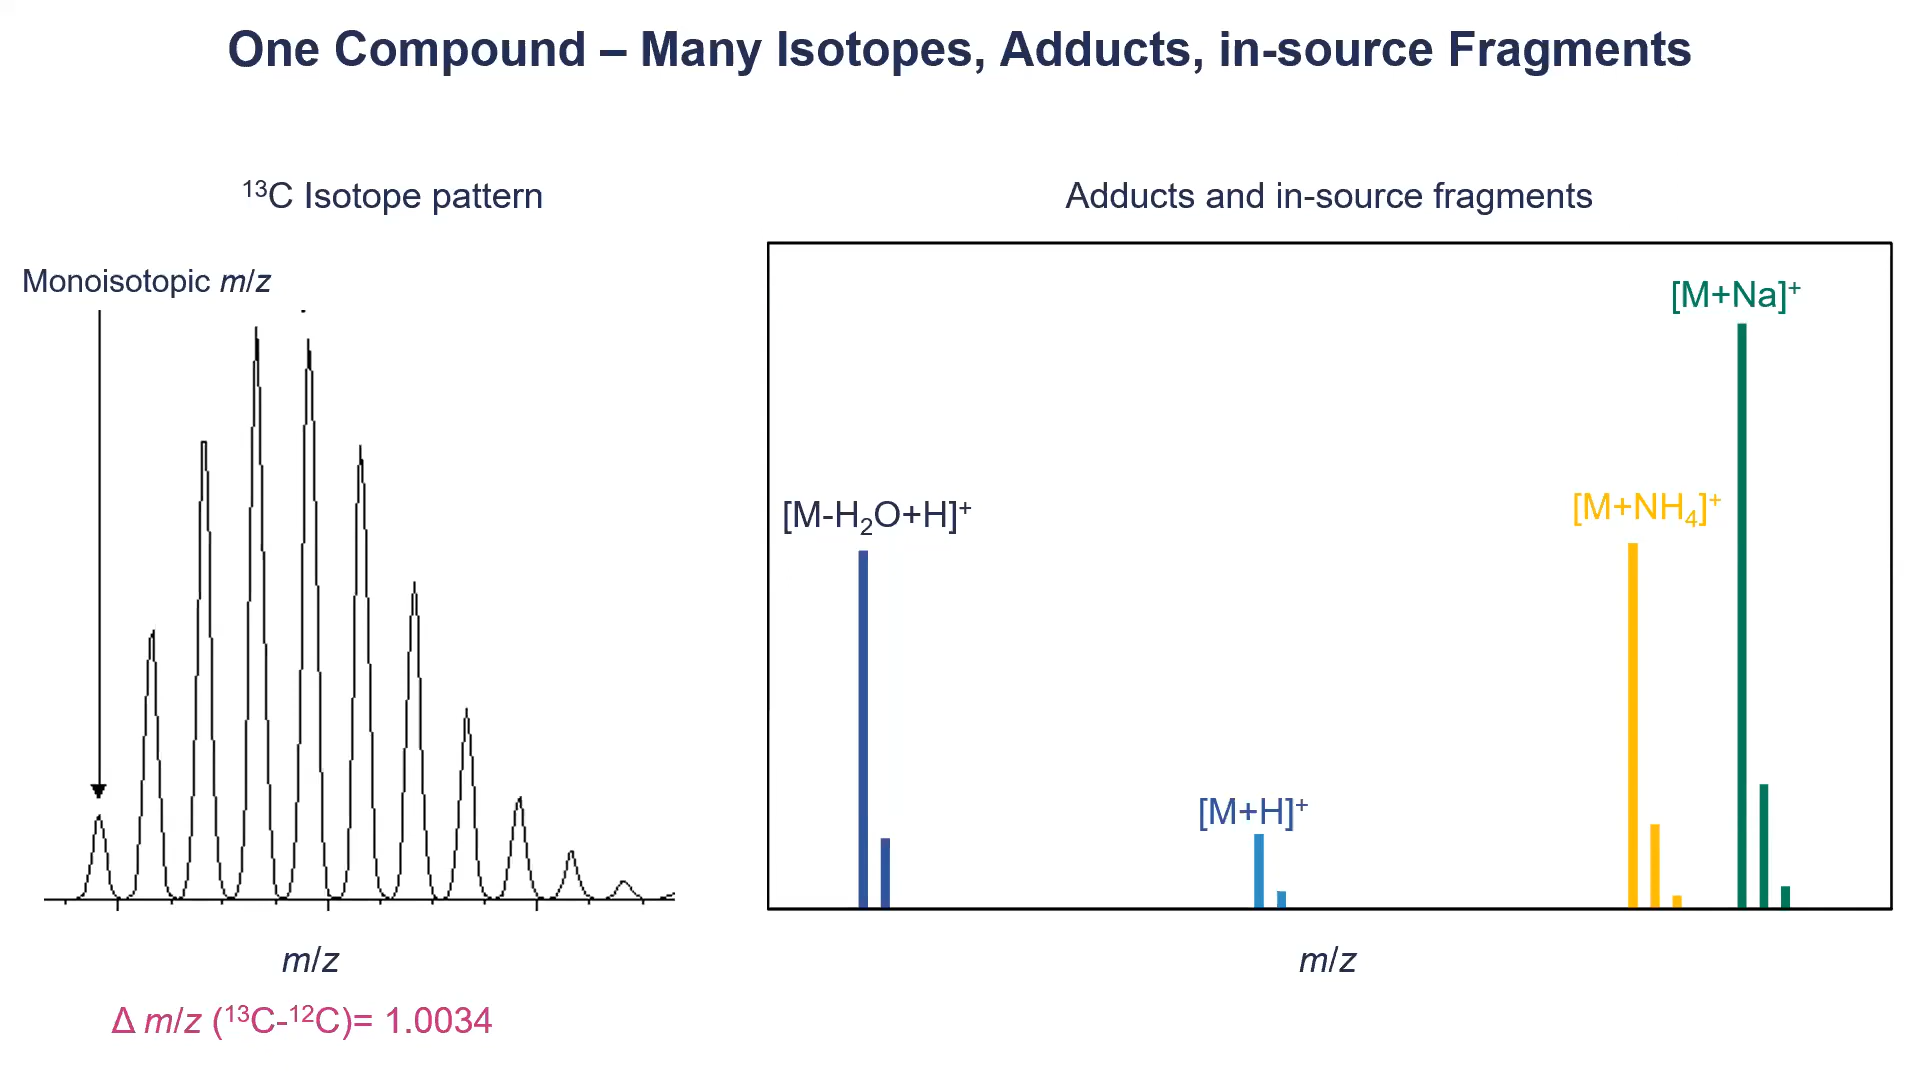 One Compound – Many Isotopes, Adducts, in-source Fragments
¹³C Isotope pattern
Monoisotopic m/z
m/z
Δ m/z (¹³C-¹²C)= 1.0034
Adducts and in-source fragments
[M-H₂O+H]⁺
[M+H]⁺
[M+NH₄]⁺
[M+Na]⁺
m/z